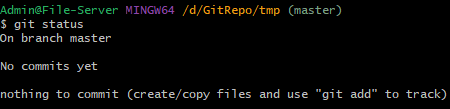 Admin@File-Server MINGW64 /d/GitRepo/tmp (master)
$ git status
On branch master
No commits yet
nothing to commit (create/copy files and use "git add" to track)